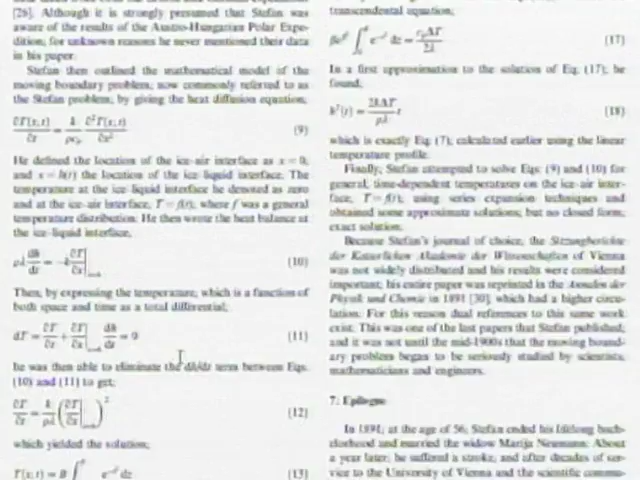 [26]. Although it is strongly presumed that Stefan was
aware of the results of the Austro-Hungarian Polar Expe-
dition, for unknown reasons he never mentioned their data
in his paper.
Stefan then outlined the mathematical model of the
moving boundary problem, now commonly referred to as
the Stefan problem, by giving the heat diffusion equation,
(9)
He defined the location of the ice-air interface as x = 0,
and x = h(t) the location of the ice-liquid interface. The
temperature at the ice-liquid interface he denoted as zero
and at the ice-air interface, T = f(t), where f was a general
temperature distribution. He then wrote the heat balance at
the ice-liquid interface,
(10)
Then, by expressing the temperature, which is a function of
both space and time as a total differential,
(11)
he was then able to eliminate the dh/dt term between Eqs.
(10) and (11) to get,
(12)
which yielded the solution,
(13)
transcendental equation,
(17)
In a first approximation to the solution of Eq. (17), he
found,
(18)
which is exactly Eq. (7), calculated earlier using the linear
temperature profile.
Finally, Stefan attempted to solve Eqs. (9) and (10) for
general, time-dependent temperatures on the ice-air inter-
face, T = f(t), using series expansion techniques and
obtained some approximate solutions, but no closed form,
exact solution.
Because Stefan's journal of choice, the Sitzungberichte
der Kaiserlichen Akademie der Wissenschaften of Vienna
was not widely distributed and his results were considered
important, his entire paper was reprinted in the Annalen der
Physik und Chemie in 1891 [30], which had a higher circu-
lation. For this reason dual references to this same work
exist. This was one of the last papers that Stefan published,
and it was not until the mid-1900s that the moving bound-
ary problem began to be seriously studied by scientists,
mathematicians and engineers.
7. Epilogue
In 1891, at the age of 56, Stefan ended his lifelong bach-
elorhood and married the widow Marija Neumann. About
a year later, he suffered a stroke, and after decades of ser-
vice to the University of Vienna and the scientific commu-